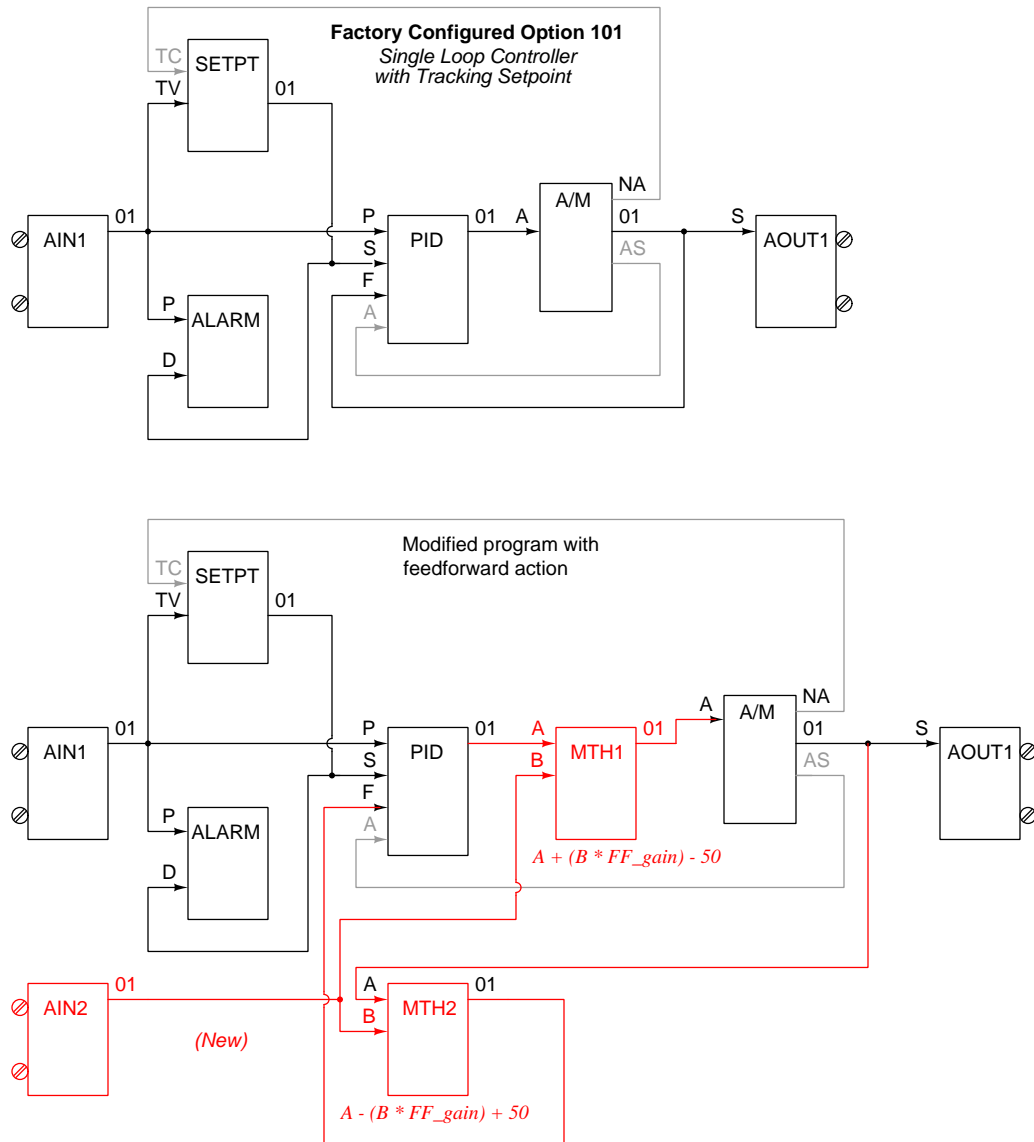 Factory Configured Option 101
Single Loop Controller
with Tracking Setpoint
TC
SETPT
TV
01
NA
A/M
01
P
PID
01
A
01
S
AIN1
AOUT1
S
AS
F
P
A
ALARM
D
Modified program with
feedforward action
TC
SETPT
TV
01
NA
A/M
01
P
PID
01
A
MTH1
01
A
01
S
AIN1
AOUT1
S
B
AS
F
P
A
ALARM
A + (B * FF_gain) - 50
D
01
A
01
AIN2
MTH2
B
(New)
A - (B * FF_gain) + 50